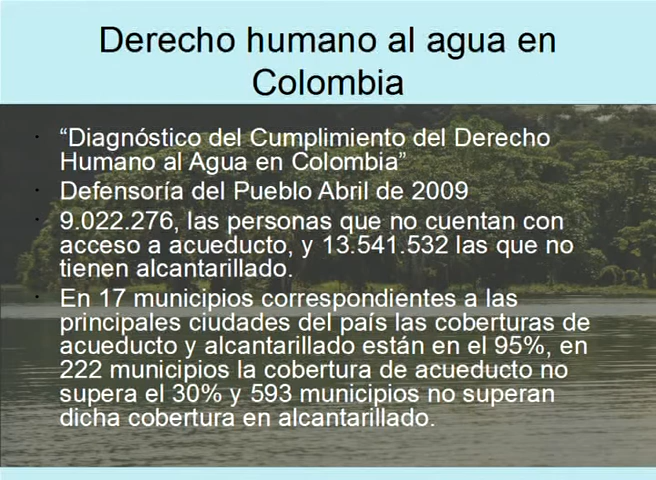 Derecho humano al agua en
Colombia
“Diagnóstico del Cumplimiento del Derecho
Humano al Agua en Colombia”
Defensoría del Pueblo Abril de 2009
9.022.276, las personas que no cuentan con
acceso a acueducto, y 13.541.532 las que no
tienen alcantarillado.
En 17 municipios correspondientes a las
principales ciudades del país las coberturas de
acueducto y alcantarillado están en el 95%, en
222 municipios la cobertura de acueducto no
supera el 30% y 593 municipios no superan
dicha cobertura en alcantarillado.